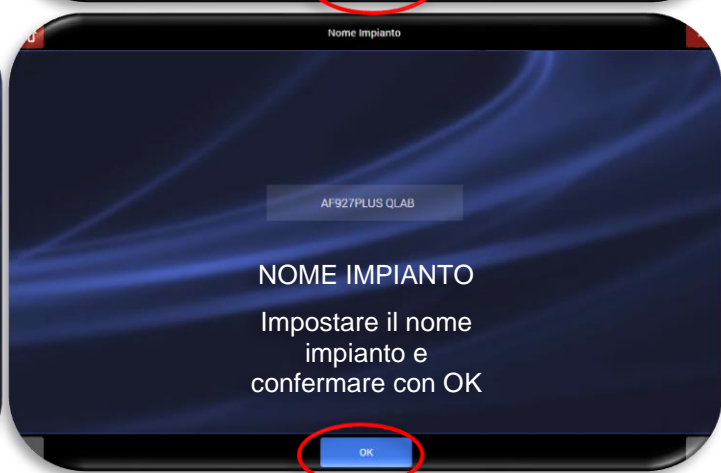 Nome Impianto
AF927PLUS QLAB
NOME IMPIANTO
Impostare il nome
impianto e
confermare con OK
OK